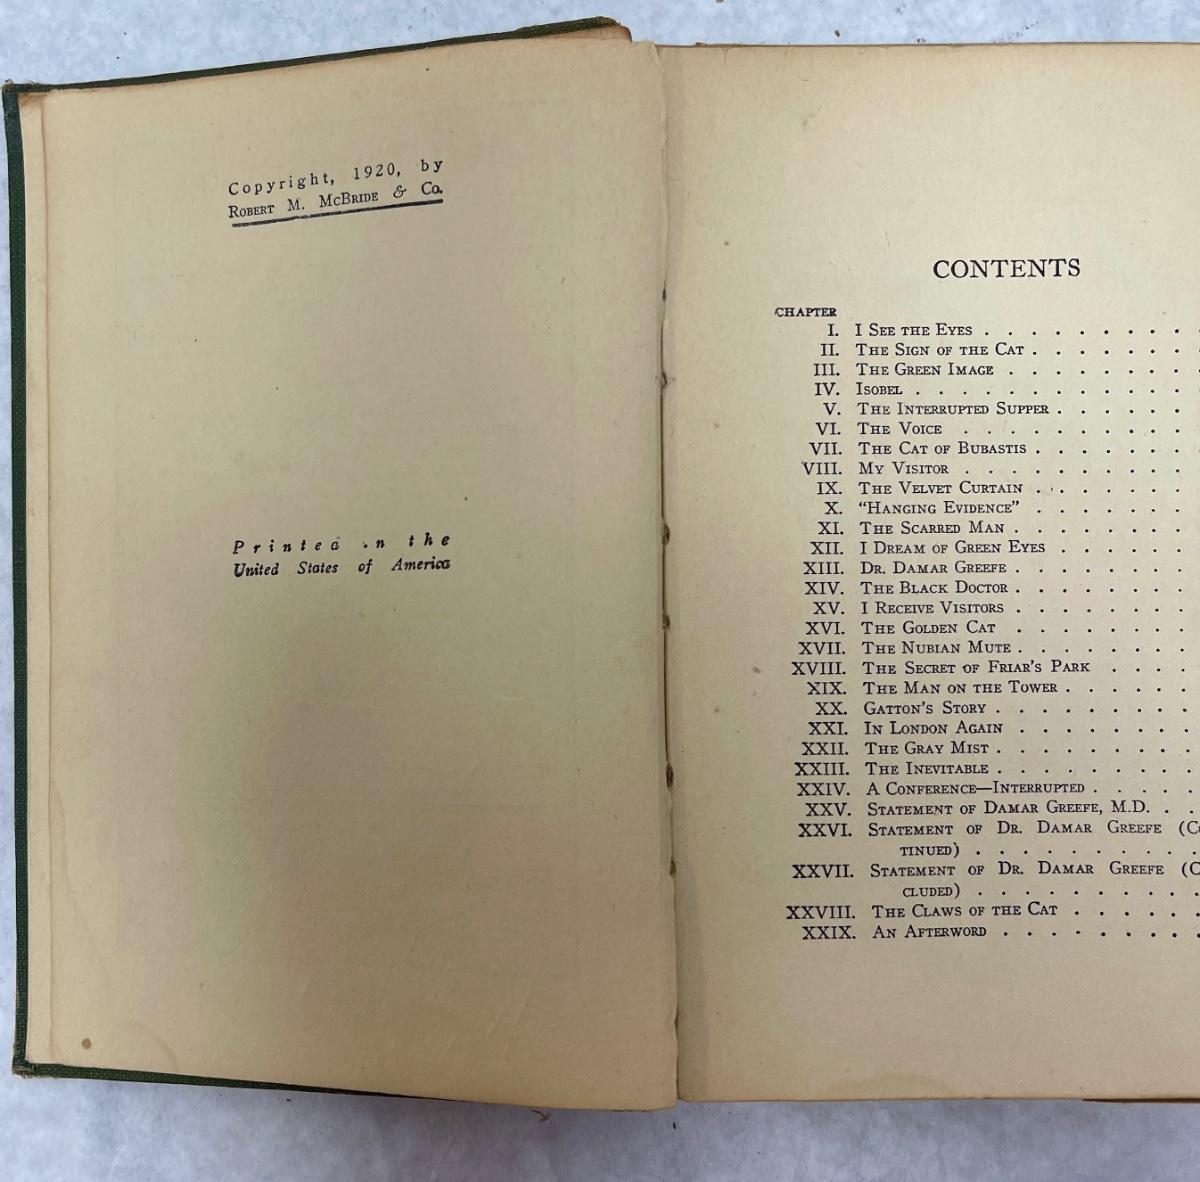 Copyright, 1920, by
ROBERT M. MCBRIDE & Co.
Printed in the
United States of America
CONTENTS
CHAPTER
I. I SEE THE EYES . . . . . . . . .
II. THE SIGN OF THE CAT . . . . . . . .
III. THE GREEN IMAGE . . . . . . . . .
IV. ISOBEL . . . . . . . . . . . .
V. THE INTERRUPTED SUPPER . . . . . .
VI. THE VOICE . . . . . . . . . .
VII. THE CAT OF BUBASTIS . . . . . . . .
VIII. MY VISITOR . . . . . . . . . .
IX. THE VELVET CURTAIN . . . . . . .
X. "HANGING EVIDENCE" . . . . . . .
XI. THE SCARRED MAN . . . . . . . .
XII. I DREAM OF GREEN EYES . . . . . .
XIII. DR. DAMAR GREEFE . . . . . . . .
XIV. THE BLACK DOCTOR . . . . . . . .
XV. I RECEIVE VISITORS . . . . . . . .
XVI. THE GOLDEN CAT . . . . . . . .
XVII. THE NUBIAN MUTE . . . . . . . .
XVIII. THE SECRET OF FRIAR'S PARK . . . .
XIX. THE MAN ON THE TOWER . . . . . .
XX. GATTON'S STORY . . . . . . . . .
XXI. IN LONDON AGAIN . . . . . . . .
XXII. THE GRAY MIST . . . . . . . . .
XXIII. THE INEVITABLE . . . . . . . . .
XXIV. A CONFERENCE—INTERRUPTED . . . . .
XXV. STATEMENT OF DAMAR GREEFE, M.D. . . .
XXVI. STATEMENT OF DR. DAMAR GREEFE (C
TINUED) . . . . . . . . . .
XXVII. STATEMENT OF DR. DAMAR GREEFE (C
CLUDED) . . . . . . . . . .
XXVIII. THE CLAWS OF THE CAT . . . . . .
XXIX. AN AFTERWORD . . . . . . . . .